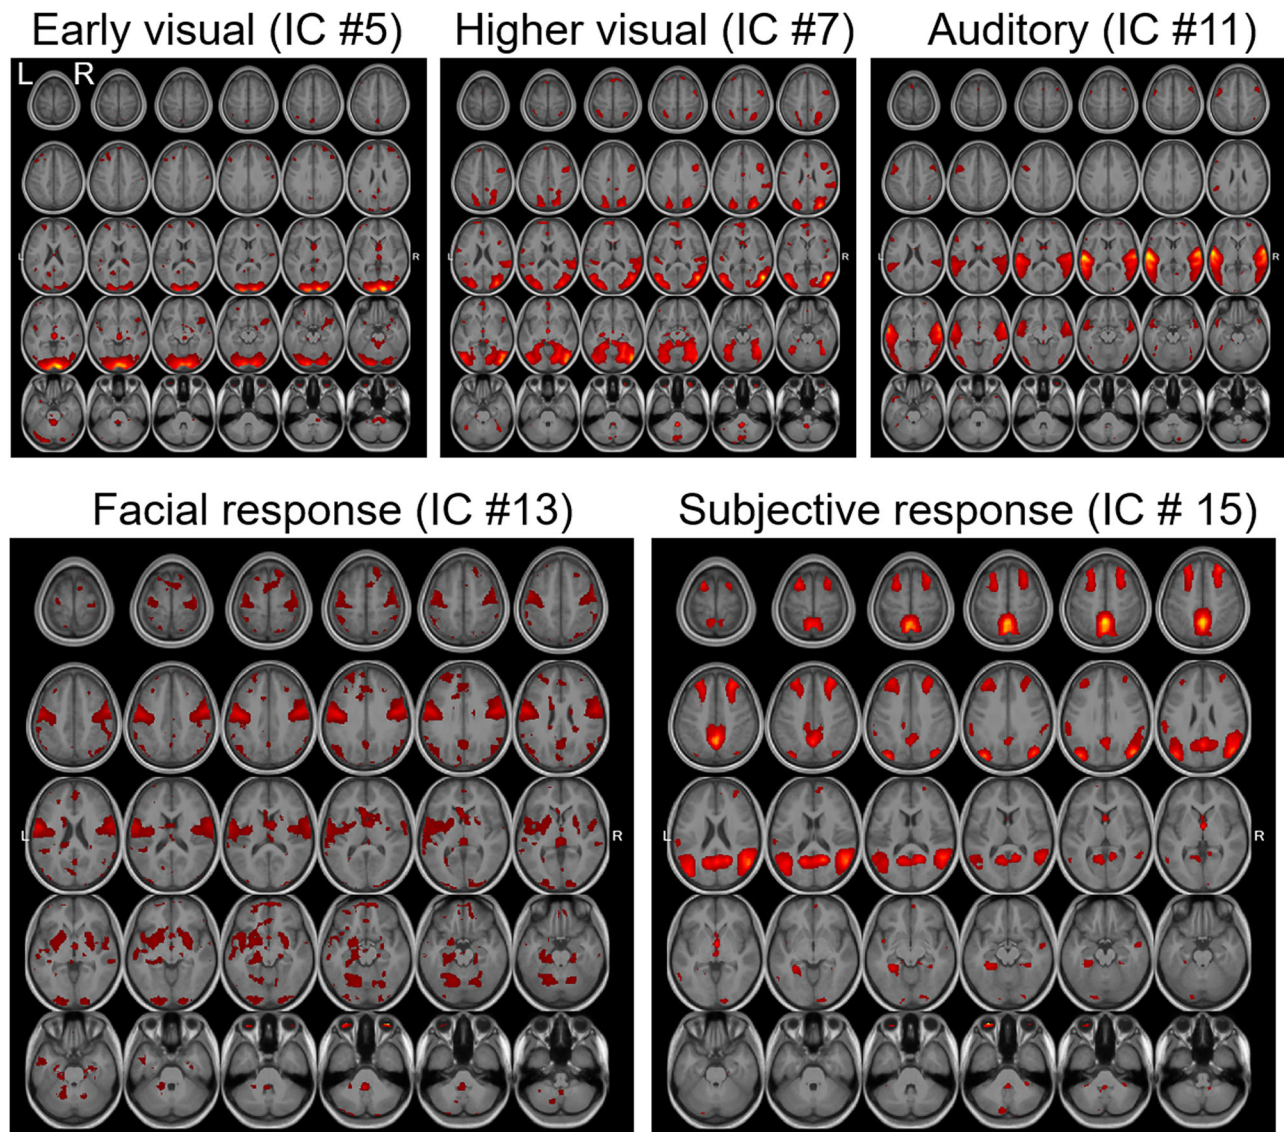 Early visual (IC #5)
Higher visual (IC #7)
Auditory (IC #11)
L R
L
R
L
R
L
R
Facial response (IC #13)
Subjective response (IC # 15)
L
R
L
R